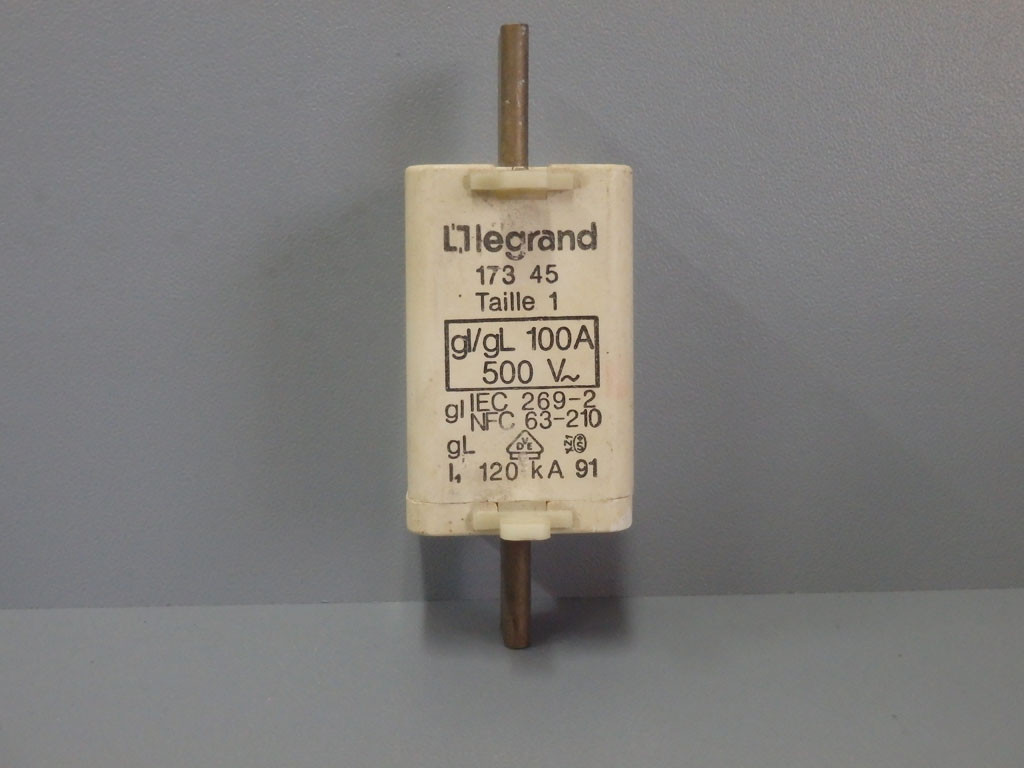 legrand
173 45
Taille 1
gI/gL 100A
500 V~
gI IEC 269-2
NFC 63-210
gL VDE
I₁ 120 kA 91